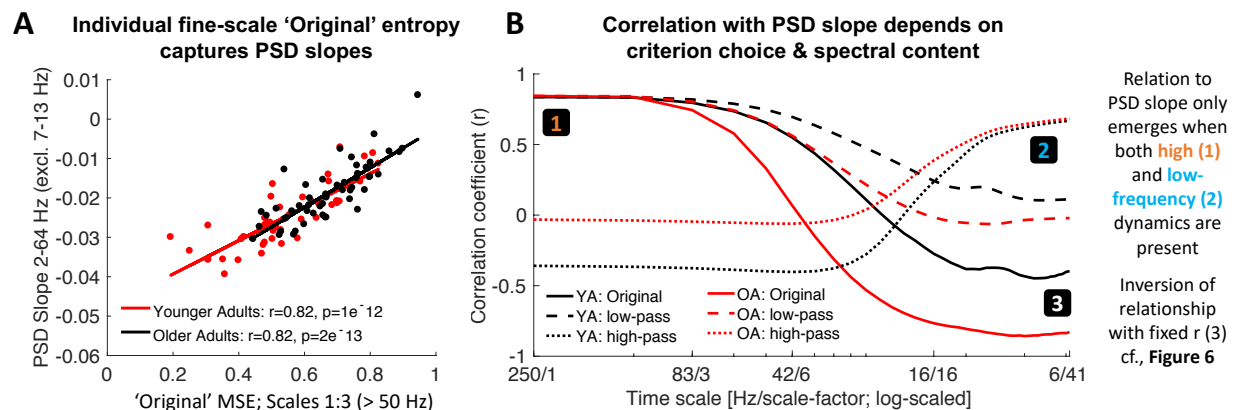 A
Individual fine-scale ‘Original’ entropy
captures PSD slopes
PSD Slope 2-64 Hz (excl. 7-13 Hz)
0.01
0
-0.01
-0.02
-0.03
-0.04
-0.05
-0.06
Younger Adults: r=0.82, p=1e-12
Older Adults: r=0.82, p=2e-13
0
0.2
0.4
0.6
0.8
1
‘Original’ MSE; Scales 1:3 (> 50 Hz)
B
Correlation with PSD slope depends on
criterion choice & spectral content
Correlation coefficient (r)
1
0.5
0
-0.5
-1
1
2
3
YA: Original
YA: low-pass
YA: high-pass
OA: Original
OA: low-pass
OA: high-pass
250/1
83/3
42/6
16/16
6/41
Time scale [Hz/scale-factor; log-scaled]
Relation to
PSD slope only
emerges when
both high (1)
and low-
frequency (2)
dynamics are
present
Inversion of
relationship
with fixed r (3)
cf., Figure 6